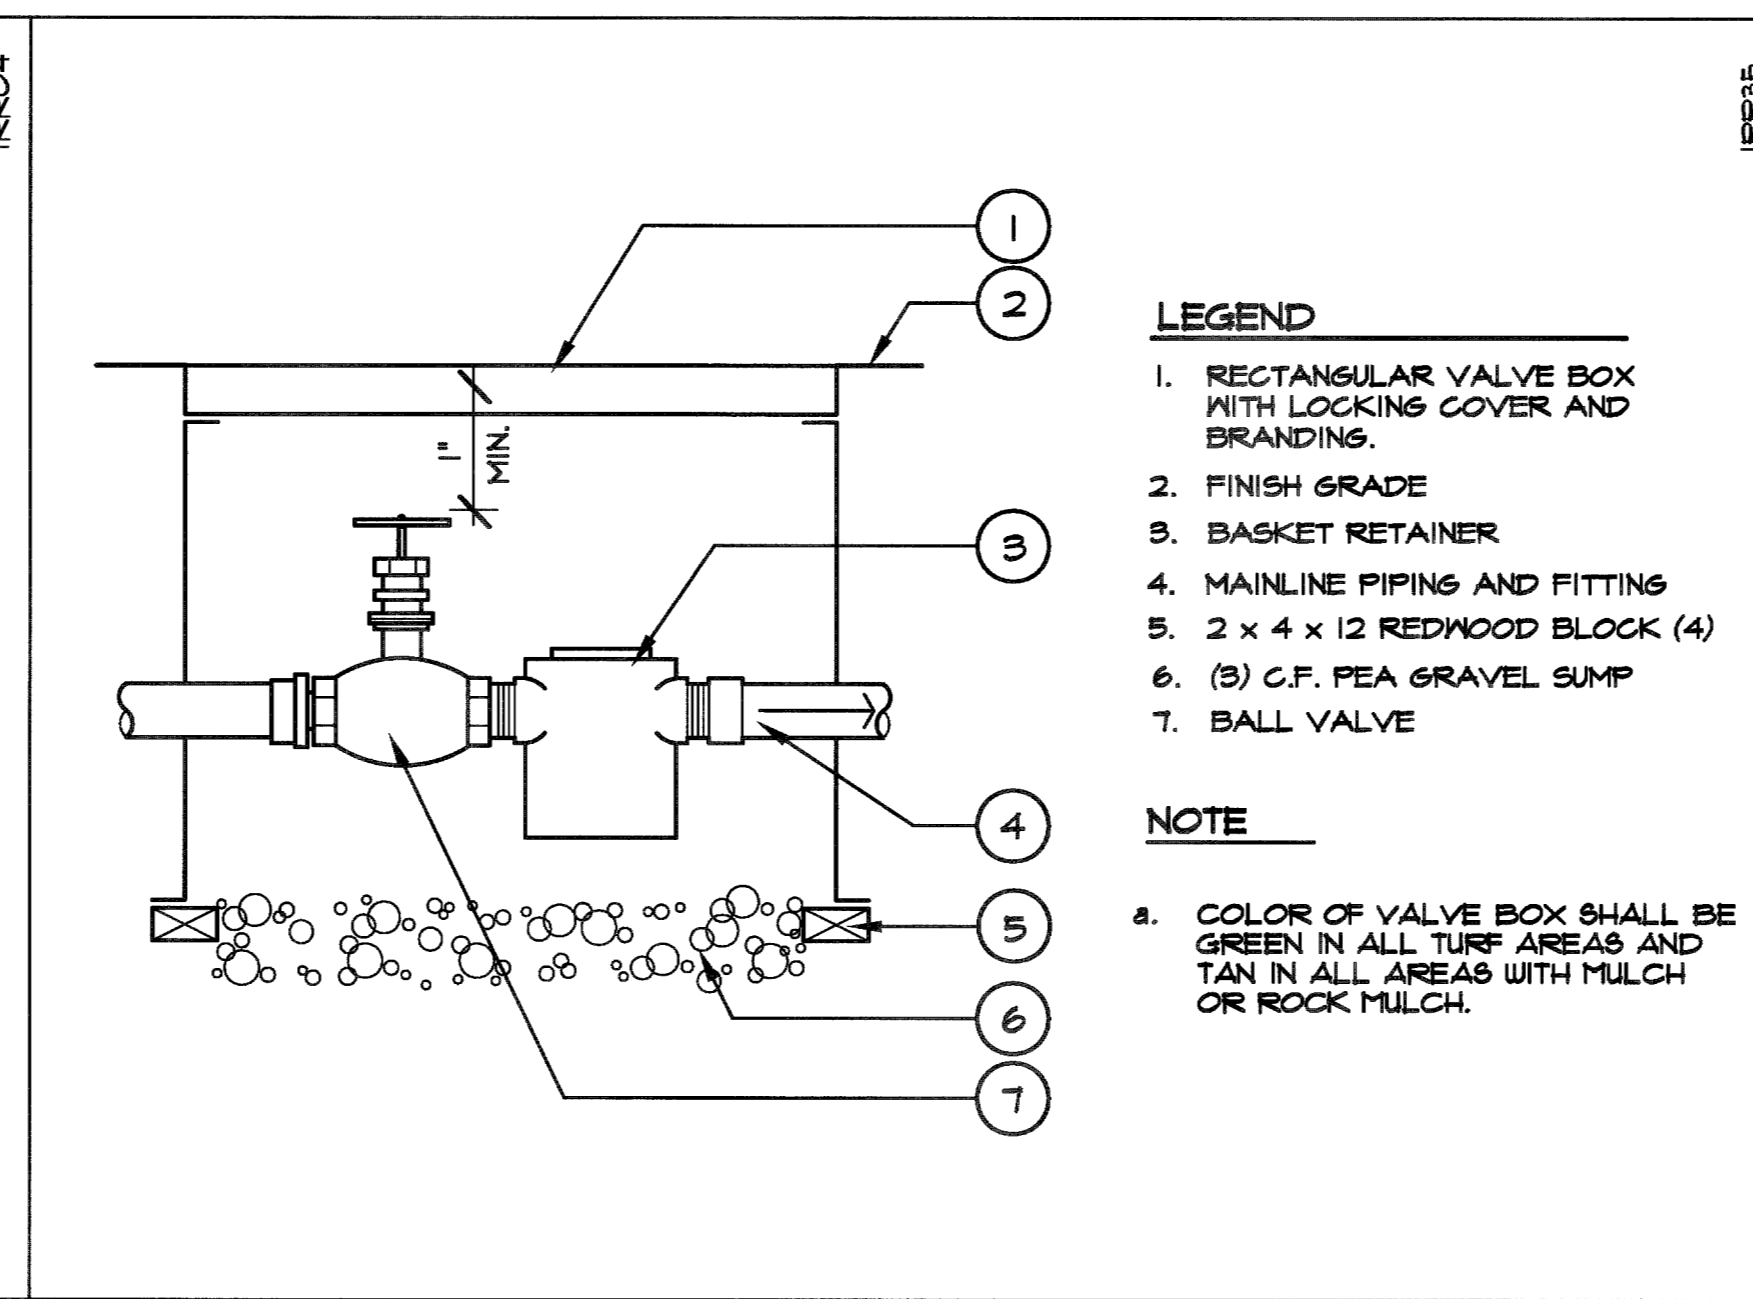 1
2
1"
MIN.
3
4
5
6
7
LEGEND
1. RECTANGULAR VALVE BOX
WITH LOCKING COVER AND
BRANDING.
2. FINISH GRADE
3. BASKET RETAINER
4. MAINLINE PIPING AND FITTING
5. 2 x 4 x 12 REDWOOD BLOCK (4)
6. (3) C.F. PEA GRAVEL SUMP
7. BALL VALVE
NOTE
a. COLOR OF VALVE BOX SHALL BE
GREEN IN ALL TURF AREAS AND
TAN IN ALL AREAS WITH MULCH
OR ROCK MULCH.